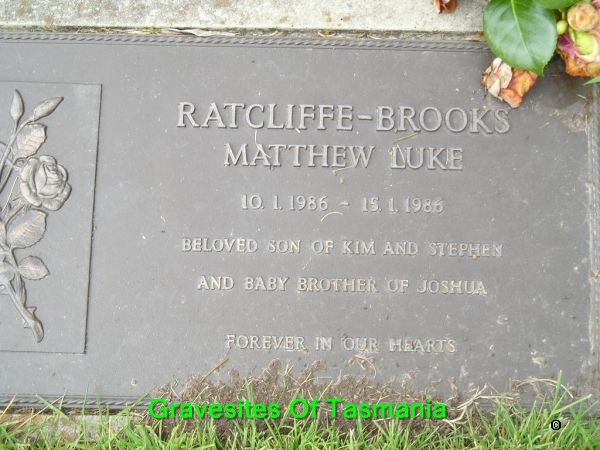 RATCLIFFE-BROOKS
MATTHEW LUKE
10.1.1986 - 15.1.1986
BELOVED SON OF KIM AND STEPHEN
AND BABY BROTHER OF JOSHUA
FOREVER IN OUR HEARTS
Gravesites Of Tasmania
©